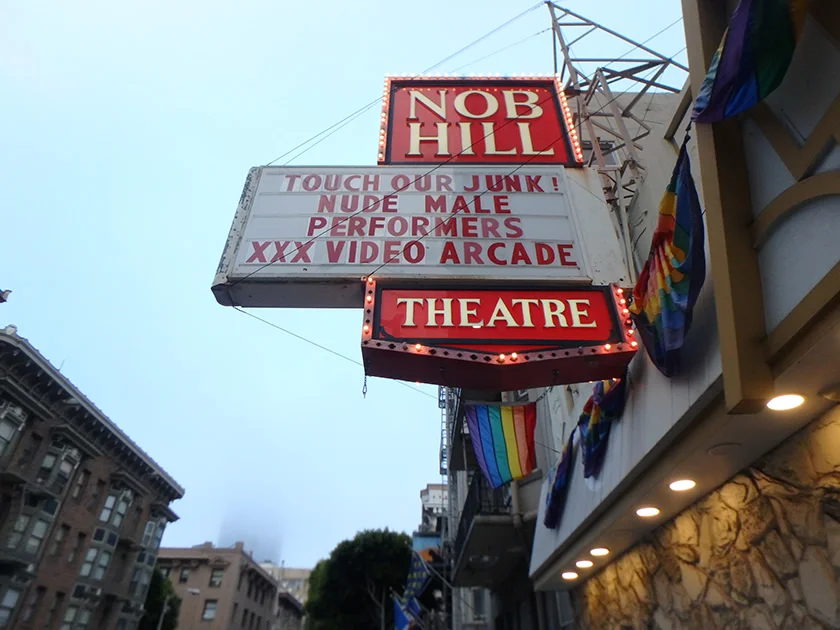 NOB
HILL
TOUCH OUR JUNK!
NUDE MALE
PERFORMERS
XXX VIDEO ARCADE
THEATRE